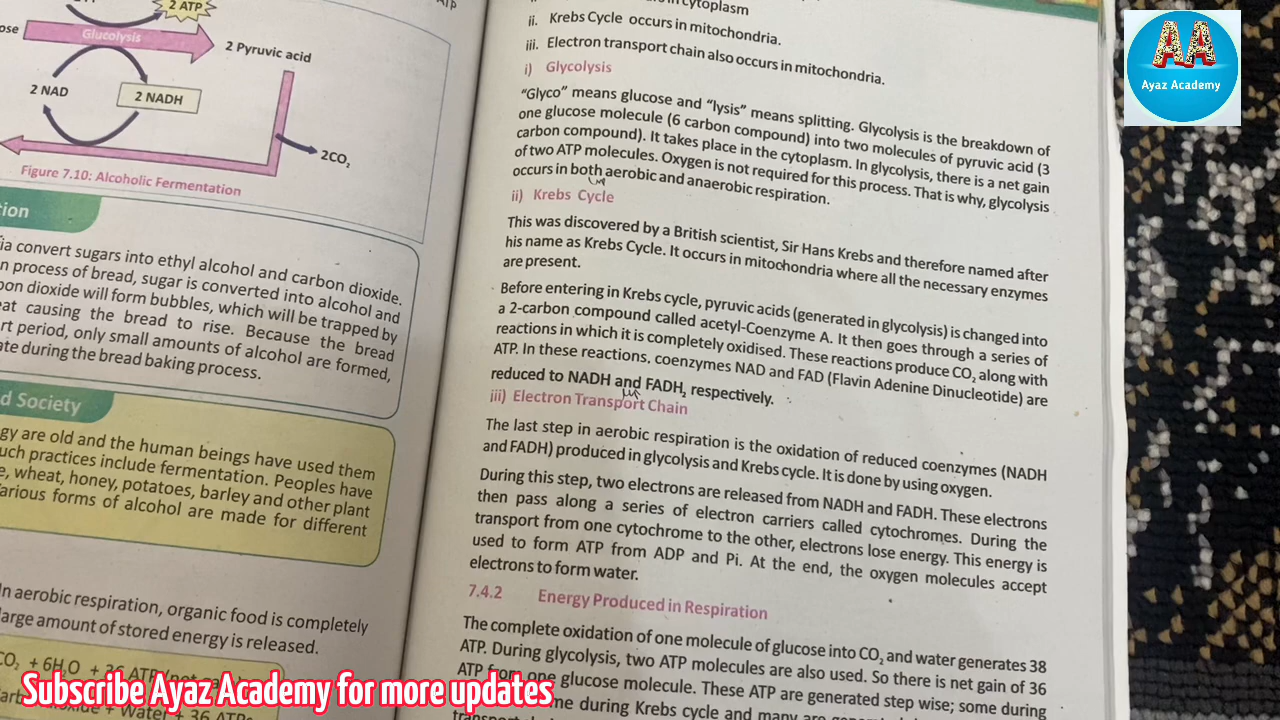 2 ATP
Glucolysis
2 Pyruvic acid
2 NAD
2 NADH
2CO₂
Figure 7.10: Alcoholic Fermentation
convert sugars into ethyl alcohol and carbon dioxide.
process of bread, sugar is converted into alcohol and
dioxide will form bubbles, which will be trapped by
causing the bread to rise. Because the bread
period, only small amounts of alcohol are formed,
during the bread baking process.
d Society
gy are old and the human beings have used them
uch practices include fermentation. Peoples have
wheat, honey, potatoes, barley and other plant
arious forms of alcohol are made for different
In aerobic respiration, organic food is completely
large amount of stored energy is released.
CO₂ + 6H₂O + 36 ATP
+ Water + 36 ATPs
cytoplasm
ii. Krebs Cycle occurs in mitochondria.
iii. Electron transport chain also occurs in mitochondria.
i) Glycolysis
"Glyco" means glucose and "lysis" means splitting. Glycolysis is the breakdown of
one glucose molecule (6 carbon compound) into two molecules of pyruvic acid (3
carbon compound). It takes place in the cytoplasm. In glycolysis, there is a net gain
of two ATP molecules. Oxygen is not required for this process. That is why, glycolysis
occurs in both aerobic and anaerobic respiration.
ii) Krebs Cycle
This was discovered by a British scientist, Sir Hans Krebs and therefore named after
his name as Krebs Cycle. It occurs in mitochondria where all the necessary enzymes
are present.
Before entering in Krebs cycle, pyruvic acids (generated in glycolysis) is changed into
a 2-carbon compound called acetyl-Coenzyme A. It then goes through a series of
reactions in which it is completely oxidised. These reactions produce CO₂ along with
ATP. In these reactions, coenzymes NAD and FAD (Flavin Adenine Dinucleotide) are
reduced to NADH and FADH₂ respectively.
iii) Electron Transport Chain
The last step in aerobic respiration is the oxidation of reduced coenzymes (NADH
and FADH) produced in glycolysis and Krebs cycle. It is done by using oxygen.
During this step, two electrons are released from NADH and FADH. These electrons
then pass along a series of electron carriers called cytochromes. During the
transport from one cytochrome to the other, electrons lose energy. This energy is
used to form ATP from ADP and Pi. At the end, the oxygen molecules accept
electrons to form water.
7.4.2 Energy Produced in Respiration
The complete oxidation of one molecule of glucose into CO₂ and water generates 38
ATP. During glycolysis, two ATP molecules are also used. So there is net gain of 36
ATP from one glucose molecule. These ATP are generated step wise; some during
me during Krebs cycle and many are
AA
Ayaz Academy
Subscribe Ayaz Academy for more updates